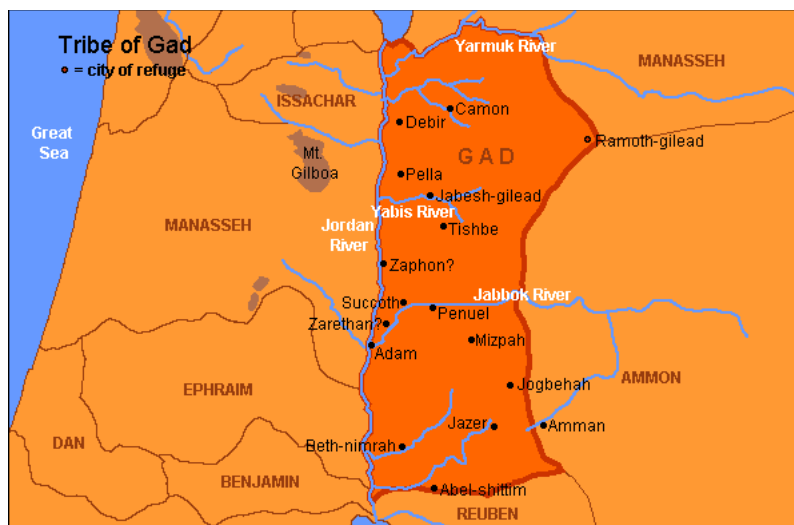 Tribe of Gad
= city of refuge
Yarmuk River
MANASSEH
ISSACHAR
Camon
Debir
Great
Sea
Mt.
Gilboa
GAD
Ramoth-gilead
Pella
Jabesh-gilead
Yabis River
Jordan
River
MANASSEH
Tishbe
Zaphon?
Succoth
Jabbok River
Penuel
Zarethan?
Adam
Mizpah
EPHRAIM
Jogbehah
AMMON
Jazer
Amman
DAN
Beth-nimrah
BENJAMIN
Abel-shittim
REUBEN